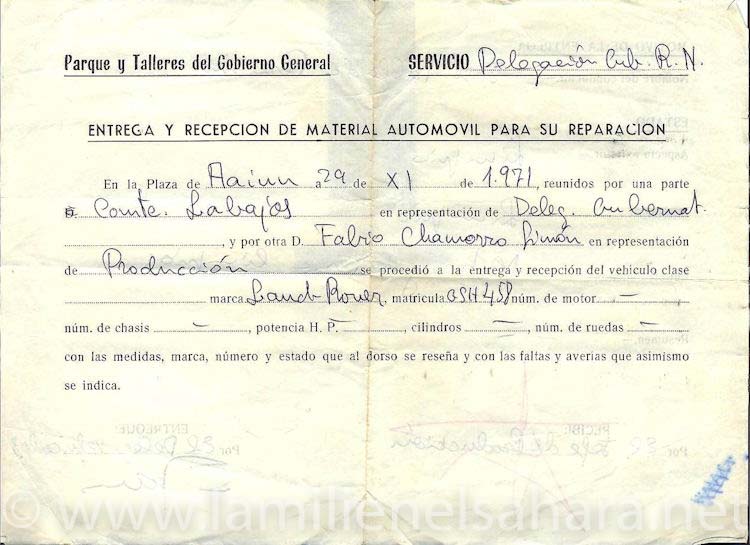 Parque y Talleres del Gobierno General SERVICIO Delegación Gub. R. N.
ENTREGA Y RECEPCION DE MATERIAL AUTOMOVIL PARA SU REPARACION
En la Plaza de Aaiun a 29 de XI de 1.971, reunidos por una parte
Comte. Labajos en representación de Deleg. Gubernat.
, y por otra D. Fabio Chamorro Simón en representación
de Producción se procedió a la entrega y recepción del vehículo clase
marca Land Rover, matrícula GSH 458 núm. de motor —
núm. de chasis —, potencia H. P. —, cilindros —, núm. de ruedas —
con las medidas, marca, número y estado que al dorso se reseña y con las faltas y averías que asimismo
se indica.
ENTREGUE: RECIBE:
© www.lamilienelsahara.net